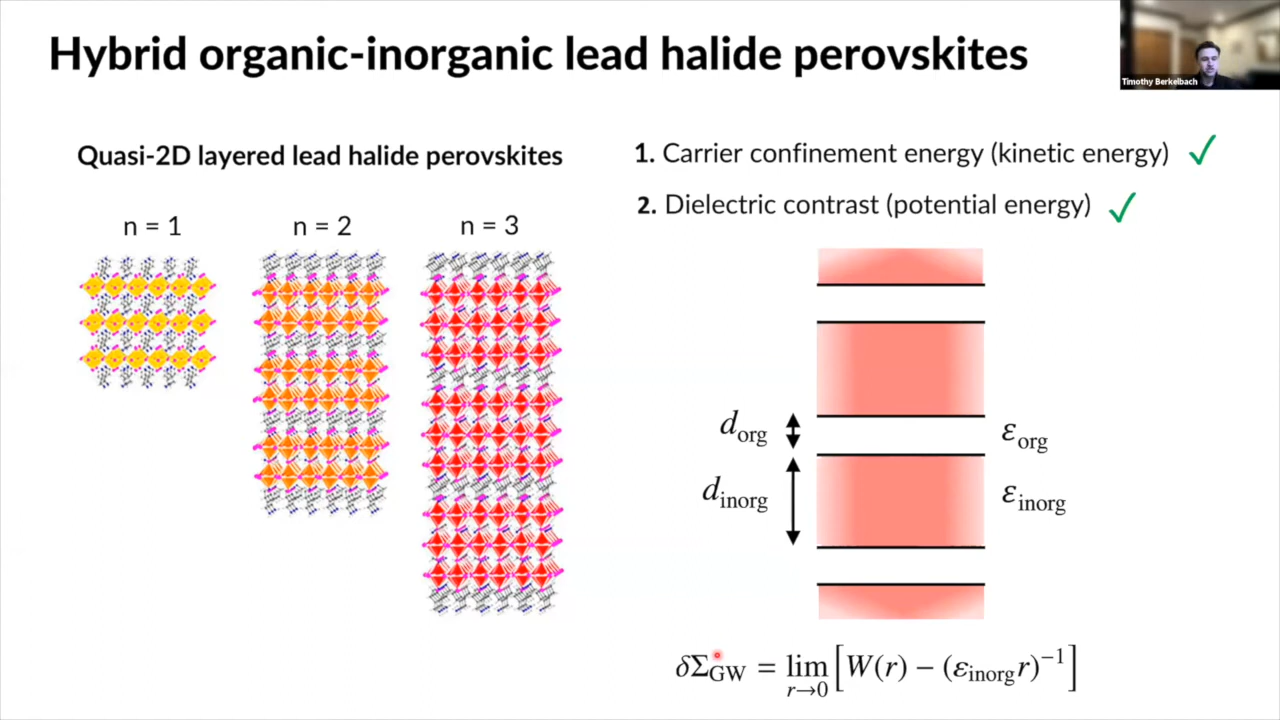 Hybrid organic-inorganic lead halide perovskites
Timothy Berkelbach
Quasi-2D layered lead halide perovskites
n = 1
n = 2
n = 3
1. Carrier confinement energy (kinetic energy) ✓
2. Dielectric contrast (potential energy) ✓
d_org
ε_org
d_inorg
ε_inorg
δΣ_GW = lim_{r→0} [W(r) − (ε_inorg r)^{−1}]